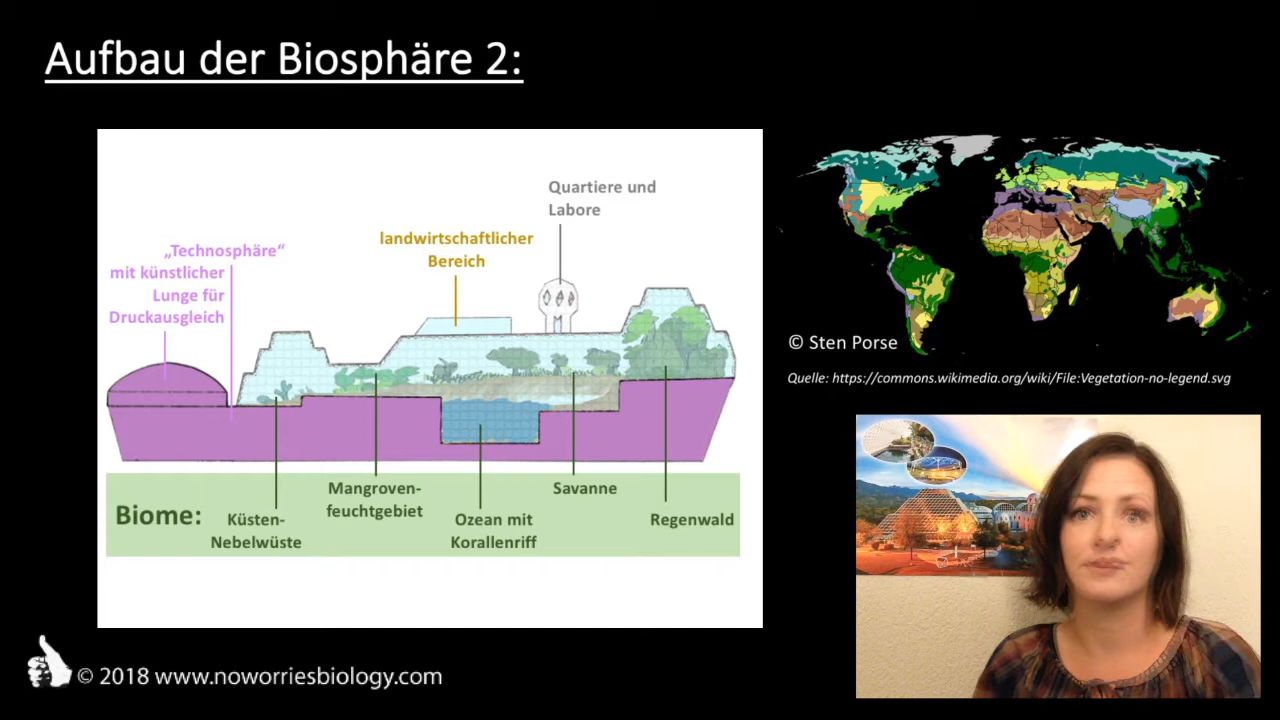 Aufbau der Biosphäre 2:
Quartiere und
Labore
landwirtschaftlicher
Bereich
„Technosphäre“
mit künstlicher
Lunge für
Druckausgleich
Biome:
Küsten-
Nebelwüste
Mangroven-
feuchtgebiet
Ozean mit
Korallenriff
Savanne
Regenwald
© Sten Porse
Quelle: https://commons.wikimedia.org/wiki/File:Vegetation-no-legend.svg
© 2018 www.noworriesbiology.com